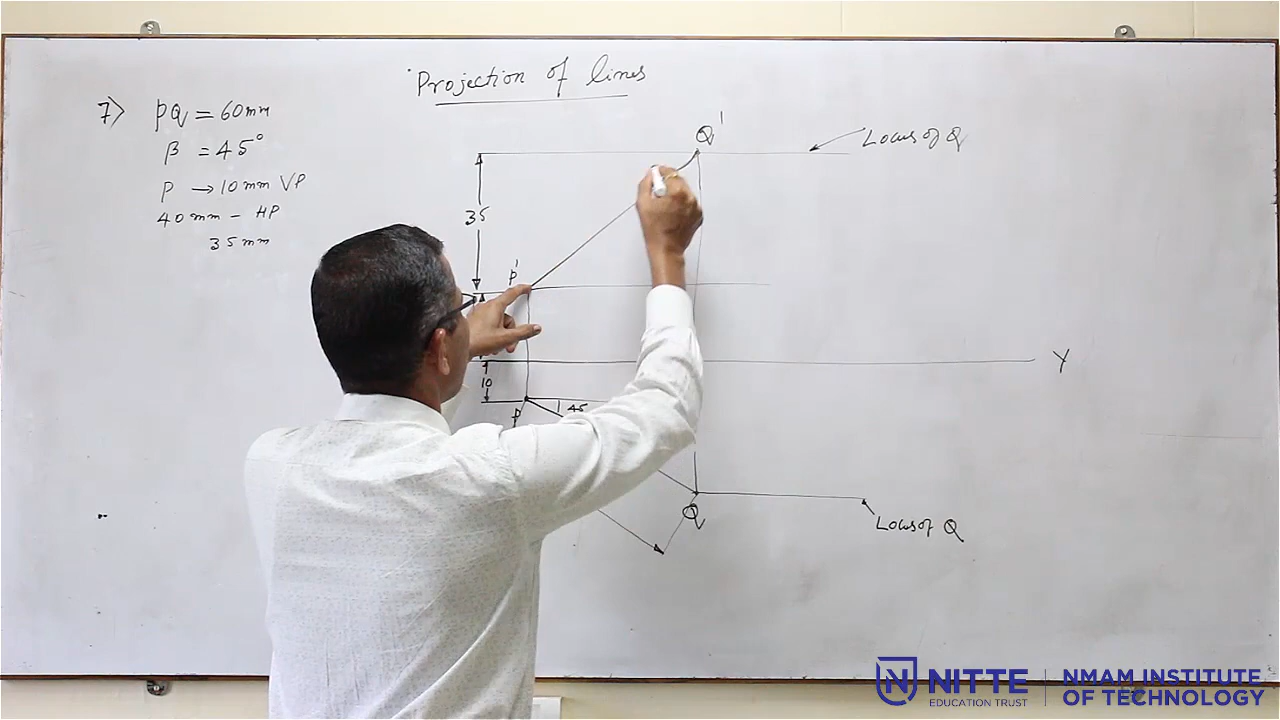 Projection of lines
7) PQ = 60mm
β = 45°
P → 10mm VP
40mm - HP
35mm
Q'
Locus of Q
35
p'
Y
10
p
45
Q
Locus of Q
NITTE
EDUCATION TRUST
NMAM INSTITUTE
OF TECHNOLOGY